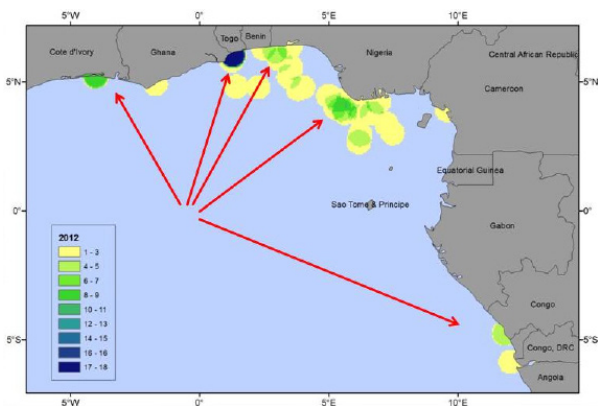 5°W 0° 5°E 10°E
Togo Benin
Cote d'Ivory Ghana Nigeria
Central African Republic
5°N 5°N
Cameroon
Equatorial Guinea
0° Sao Tome & Principe 0°
Gabon
2012
1 - 3
4 - 5
6 - 7
8 - 9
10 - 11
12 - 13
14 - 15
16 - 16
17 - 18
Congo
5°S 5°S
Congo, DRC
Angola
5°W 0° 5°E 10°E